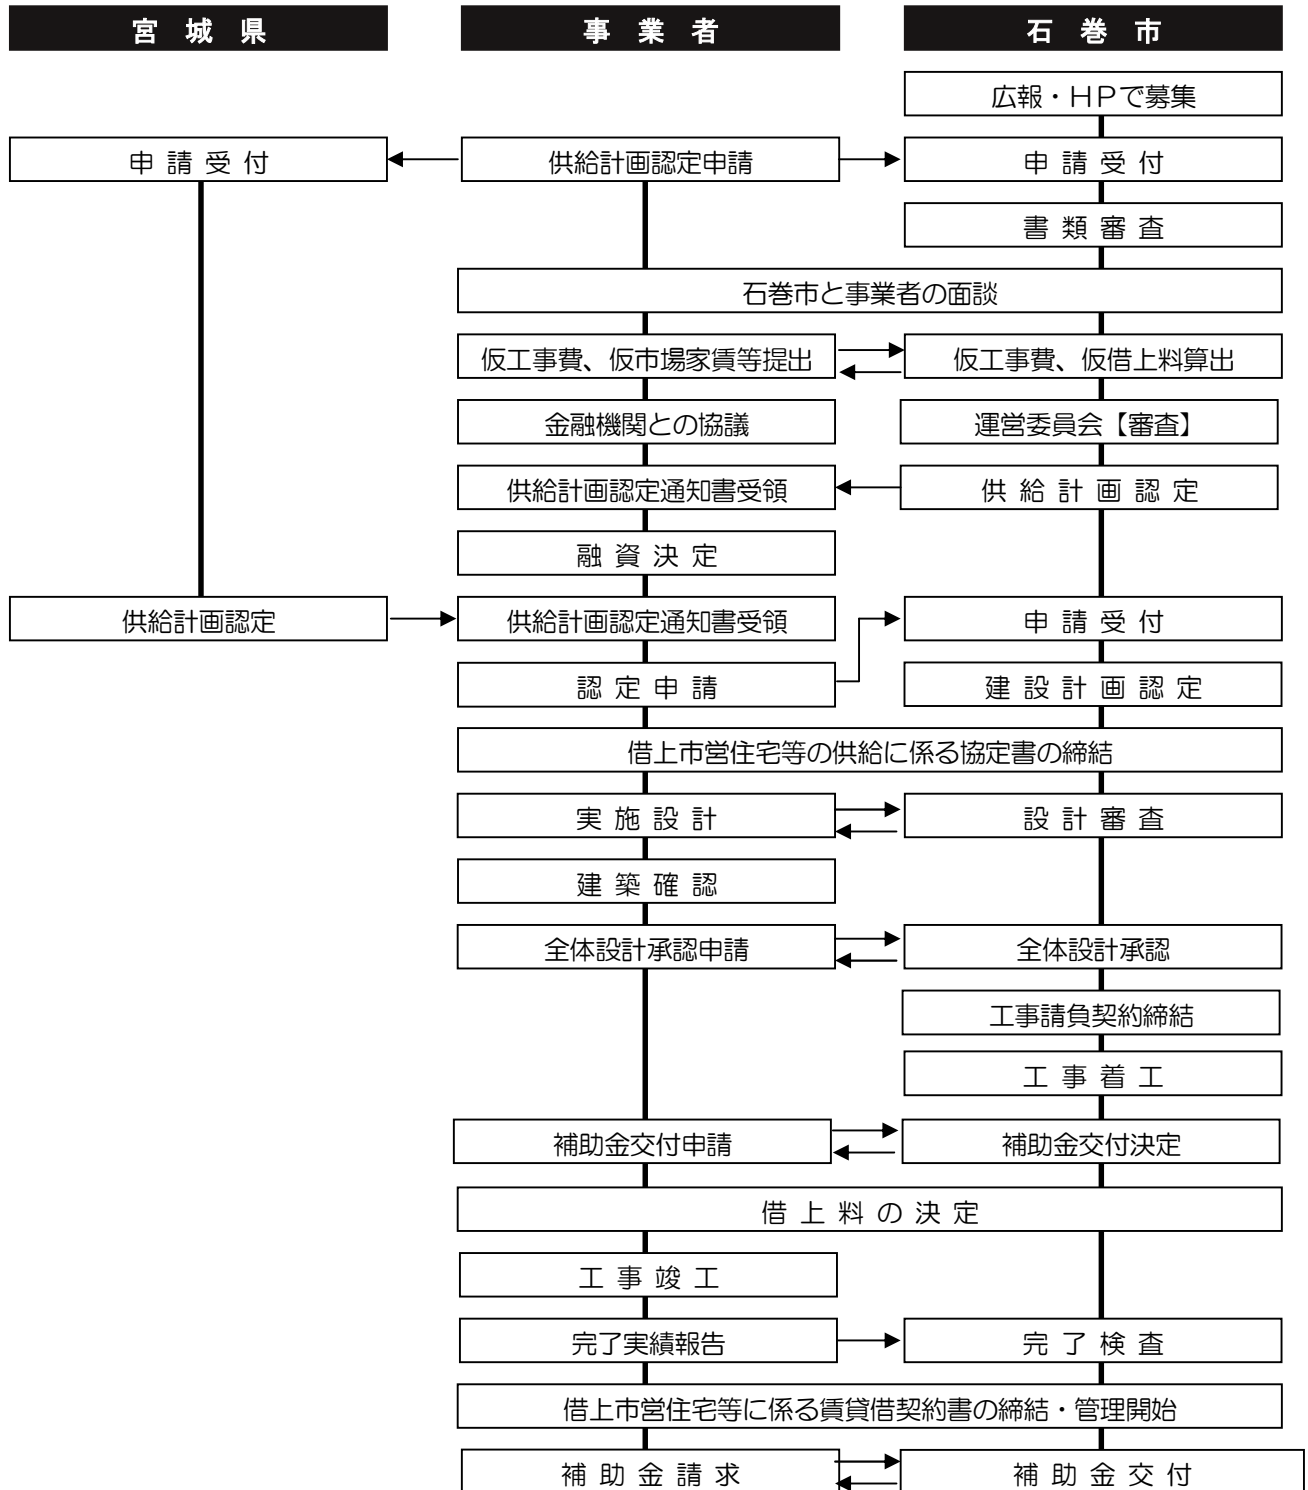 宮城県
事業者
石巻市
広報・HPで募集
申請受付
供給計画認定申請
申請受付
書類審査
石巻市と事業者の面談
仮工事費、仮市場家賃等提出
仮工事費、仮借上料算出
金融機関との協議
運営委員会【審査】
供給計画認定通知書受領
供給計画認定
融資決定
供給計画認定
供給計画認定通知書受領
申請受付
認定申請
建設計画認定
借上市営住宅等の供給に係る協定書の締結
実施設計
設計審査
建築確認
全体設計承認申請
全体設計承認
工事請負契約締結
工事着工
補助金交付申請
補助金交付決定
借上料の決定
工事竣工
完了実績報告
完了検査
借上市営住宅等に係る賃貸借契約書の締結・管理開始
補助金請求
補助金交付